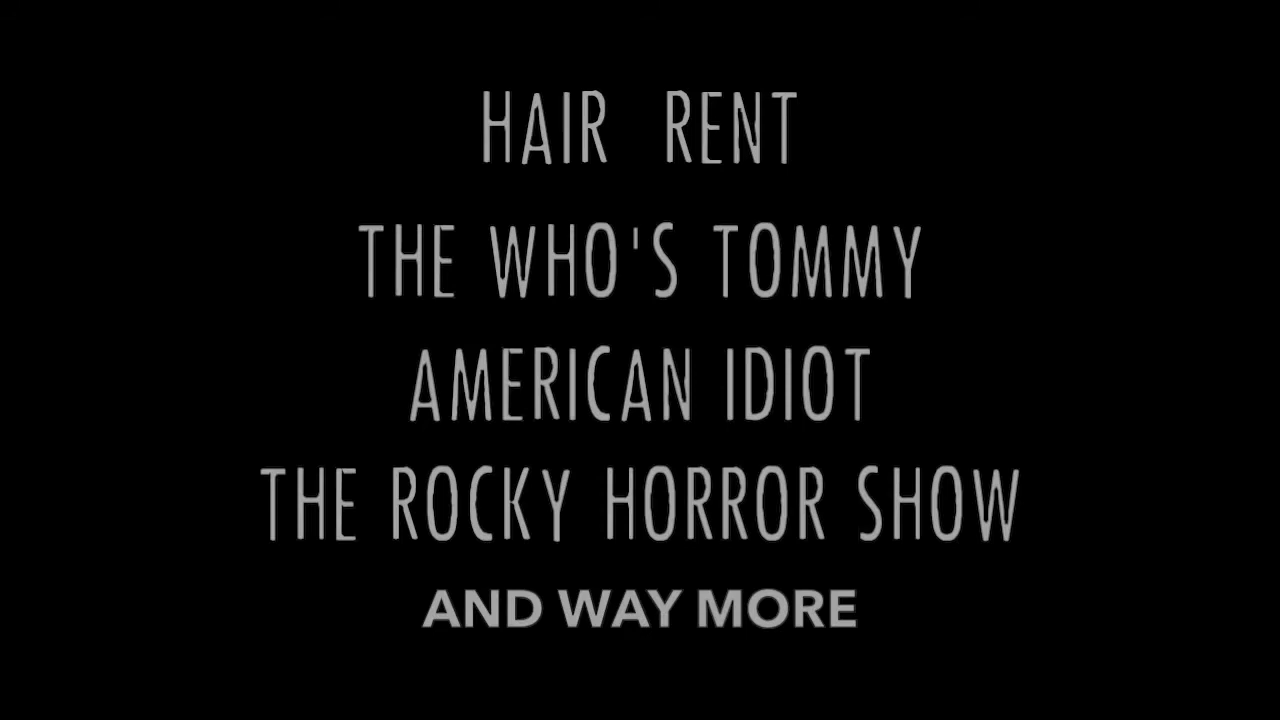 HAIR RENT
THE WHO'S TOMMY
AMERICAN IDIOT
THE ROCKY HORROR SHOW
AND WAY MORE